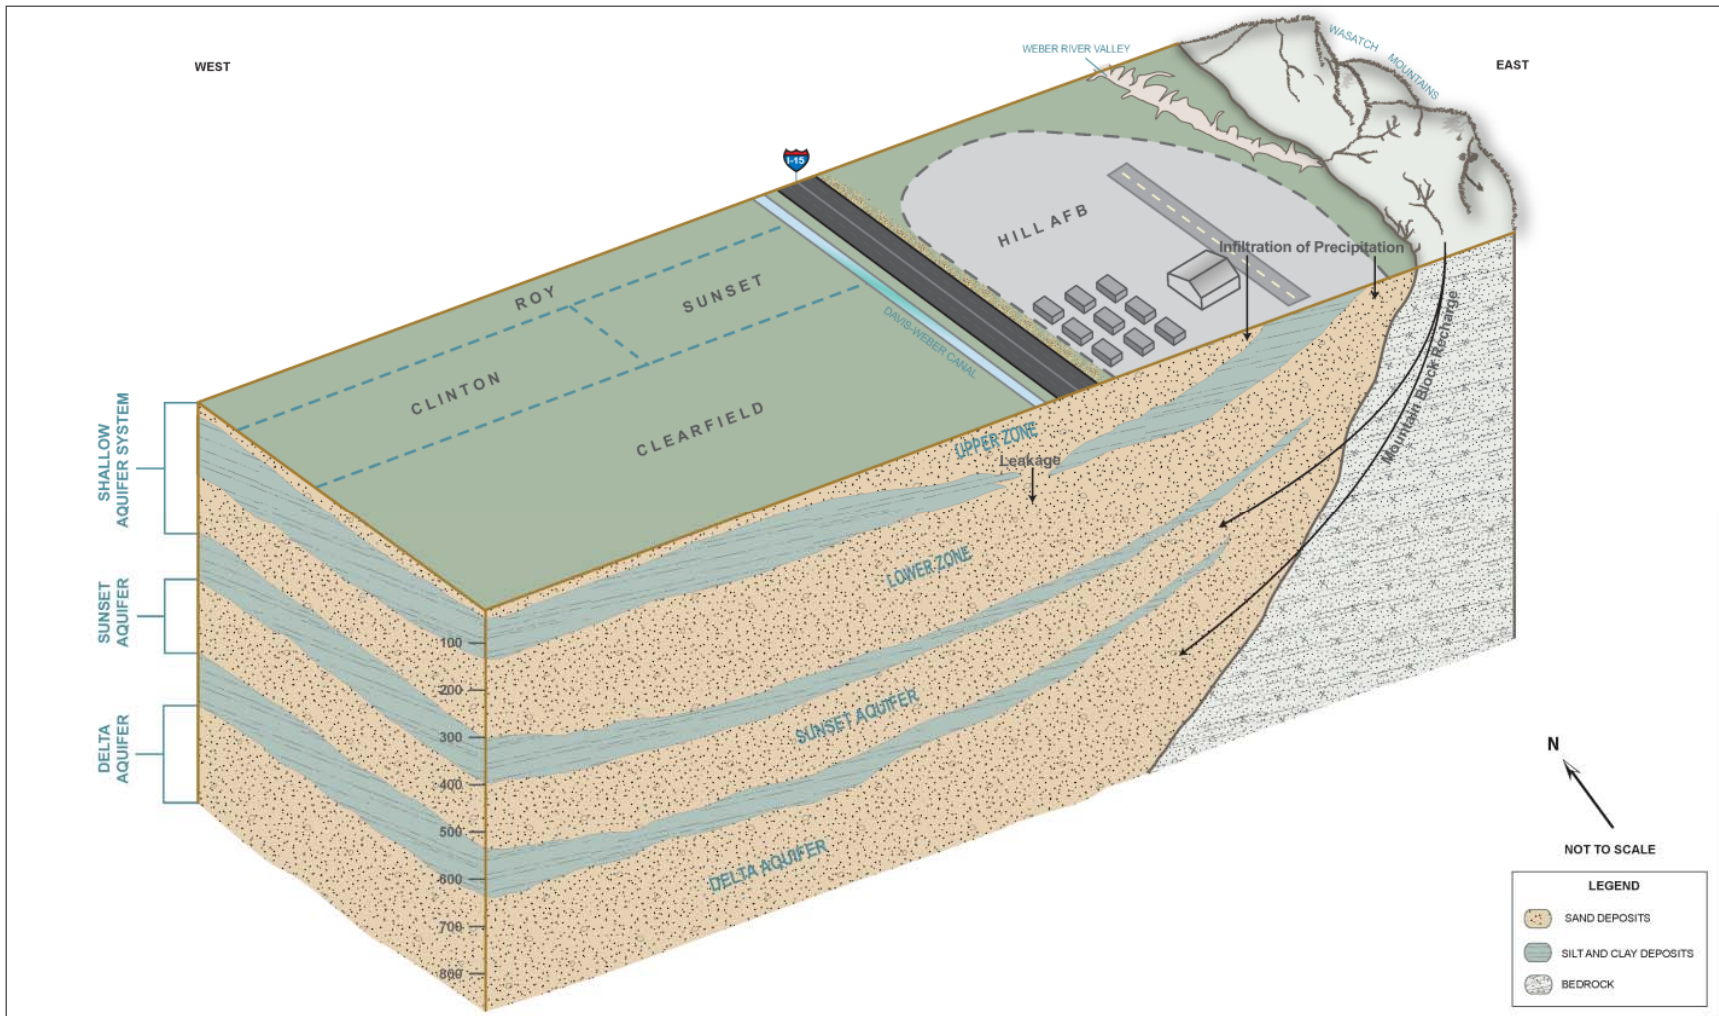 WEST
EAST
WEBER RIVER VALLEY
WASATCH MOUNTAINS
I-15
HILL AFB
Infiltration of Precipitation
ROY
SUNSET
DAVIS-WEBER CANAL
CLINTON
CLEARFIELD
Mountain Block Recharge
SHALLOW
AQUIFER SYSTEM
UPPER ZONE
Leakage
LOWER ZONE
SUNSET
AQUIFER
SUNSET AQUIFER
DELTA
AQUIFER
DELTA AQUIFER
100
200
300
400
500
600
700
800
N
NOT TO SCALE
LEGEND
SAND DEPOSITS
SILT AND CLAY DEPOSITS
BEDROCK